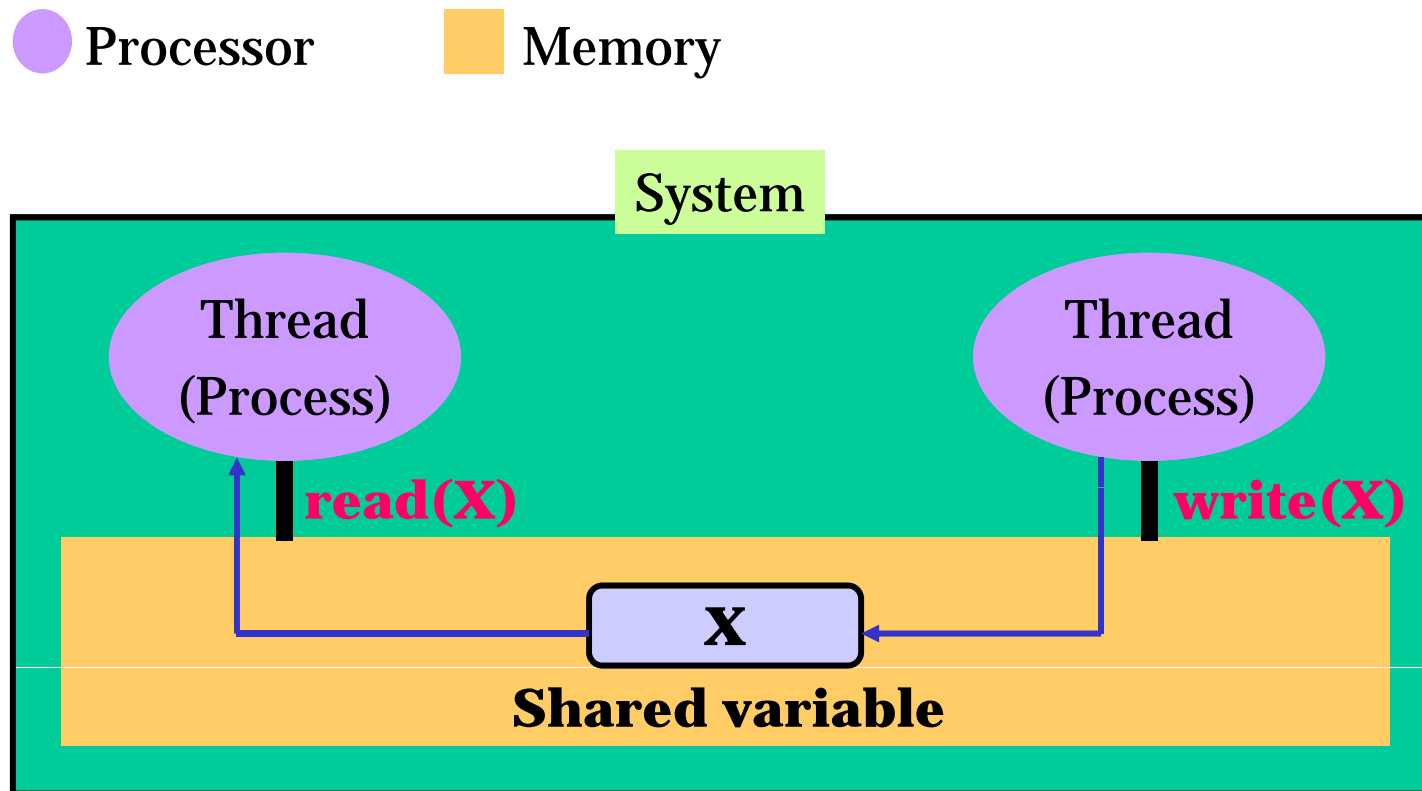 Processor
Memory
System
Thread
(Process)
Thread
(Process)
read(X)
write(X)
X
Shared variable